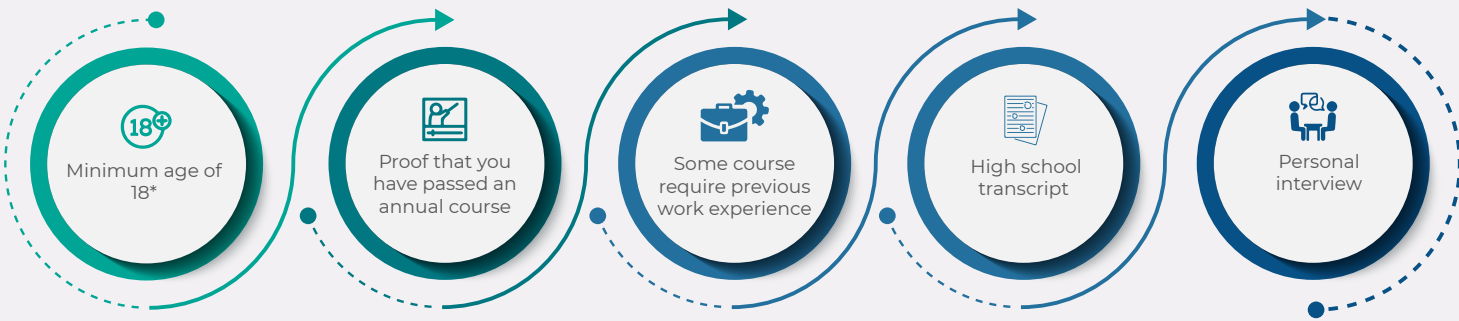 18+
Minimum age of
18*
Proof that you
have passed an
annual course
Some course
require previous
work experience
High school
transcript
Personal
interview